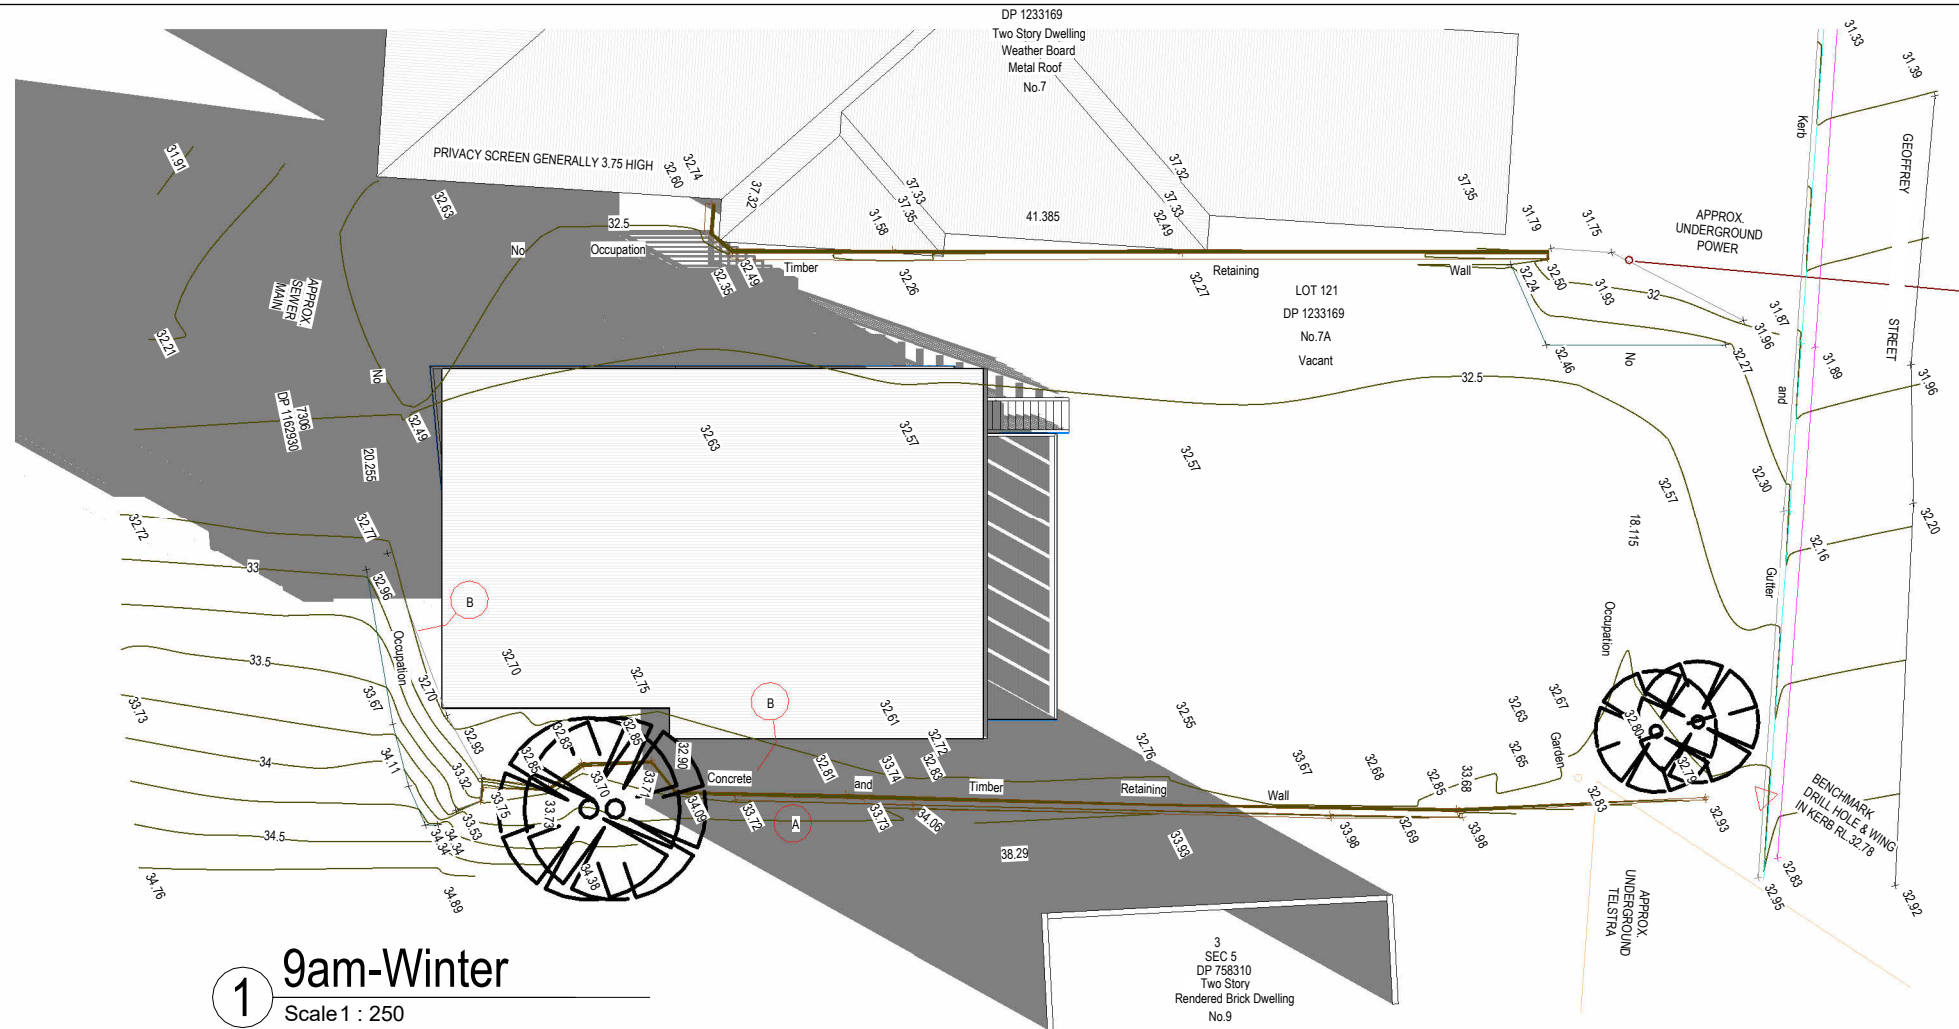 DP 1233169
Two Story Dwelling
Weather Board
Metal Roof
No.7
31.33
31.39
Kerb
GEOFFREY
31.91
PRIVACY SCREEN GENERALLY 3.75 HIGH
32.60
32.74
32.63
37.32
37.33
37.35
37.32
37.33
37.35
32.5
31.58
41.385
32.49
31.79
31.75
APPROX.
UNDERGROUND
POWER
No
Occupation
32.35
32.49
Timber
32.26
32.27
Retaining
Wall
32.24
32.50
31.93
32
31.87
31.96
APPROX.
SEWER
MAIN
LOT 121
DP 1233169
No.7A
Vacant
STREET
32.21
No
32.46
No
32.27
31.89
31.96
and
32.5
7306
DP 1162930
32.49
32.63
32.57
32.57
20.255
32.57
32.30
18.115
32.20
32.16
32.72
32.77
33
32.96
B
Gutter
Occupation
Occupation
33.5
32.70
32.70
32.75
B
32.61
32.55
33.67
33.73
32.63
32.67
32.80
32.93
32.83
32.85
32.90
32.72
32.83
32.76
Garden
32.65
34
34.11
33.32
32.85
33.70
33.71
Concrete
32.81
and
33.74
Timber
Retaining
33.67
Wall
32.68
32.85
33.68
32.79
32.83
32.93
BENCHMARK
DRILL HOLE & WING
IN KERB RL.32.78
33.75
33.73
34.09
33.72
A
33.73
34.06
33.53
34.34
34.34
34.5
33.93
33.98
32.69
33.98
38.29
34.38
34.76
34.89
32.83
32.95
32.92
APPROX.
UNDERGROUND
TELSTRA
3
SEC 5
DP 758310
Two Story
Rendered Brick Dwelling
No.9
1
9am-Winter
Scale 1 : 250